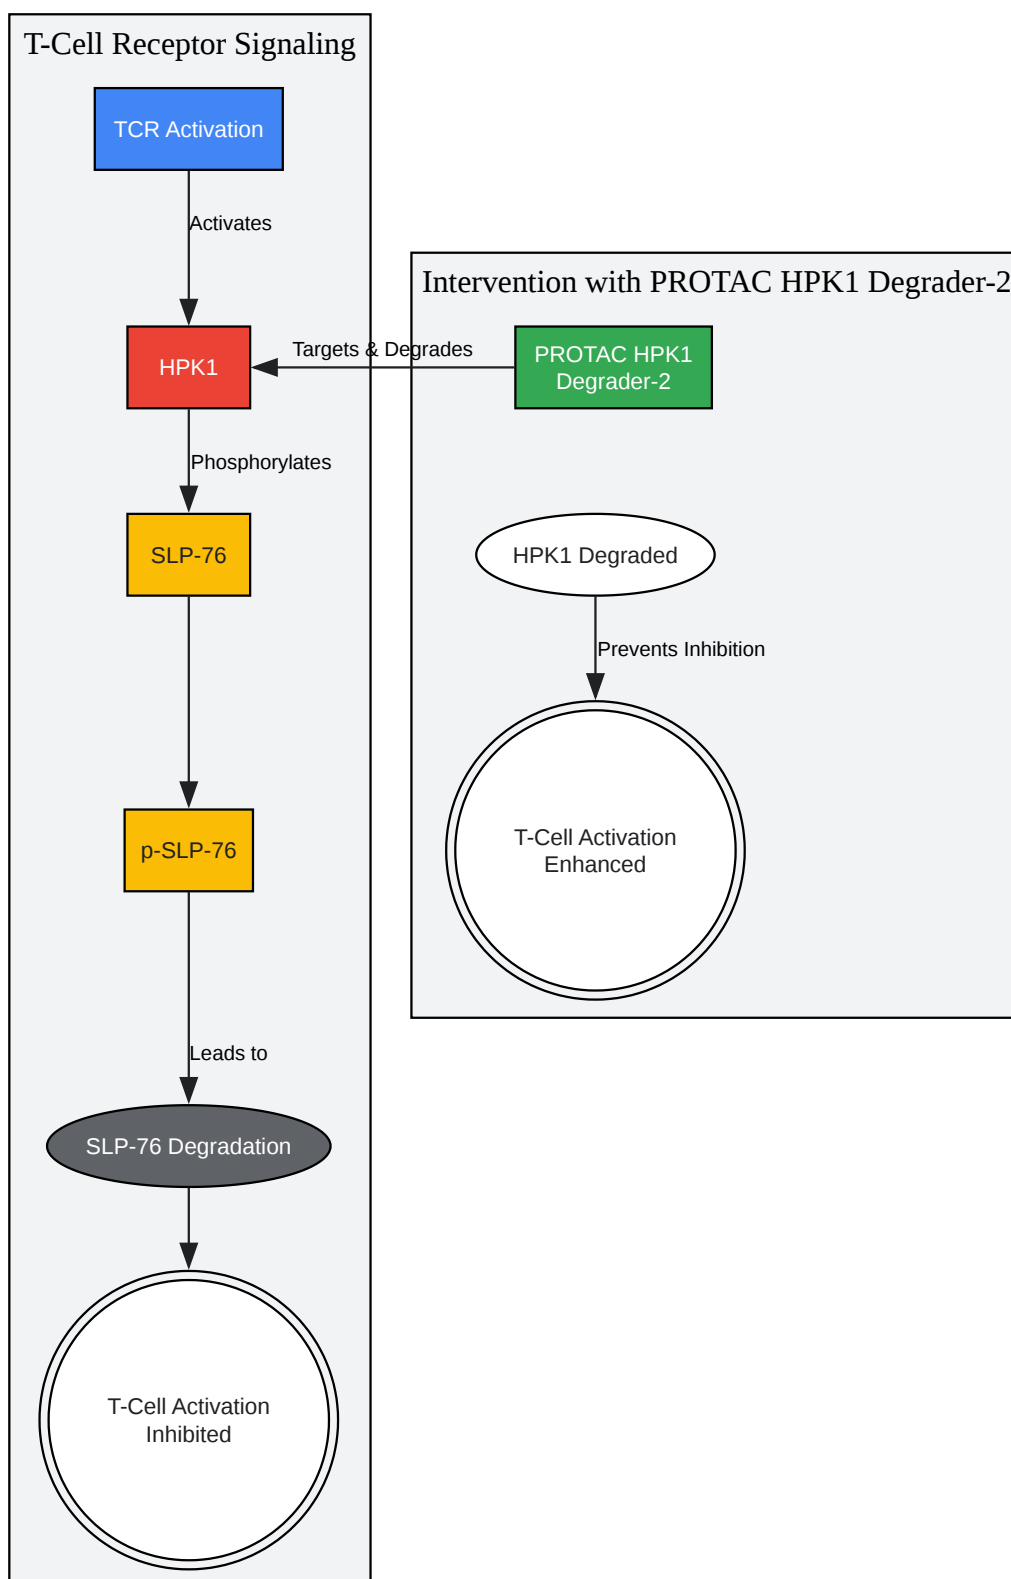 T-Cell Receptor Signaling
TCR Activation
Activates
HPK1
Phosphorylates
SLP-76
p-SLP-76
Leads to
SLP-76 Degradation
T-Cell Activation
Inhibited
Intervention with PROTAC HPK1 Degrader-2
Targets & Degrades
PROTAC HPK1
Degrader-2
HPK1 Degraded
Prevents Inhibition
T-Cell Activation
Enhanced